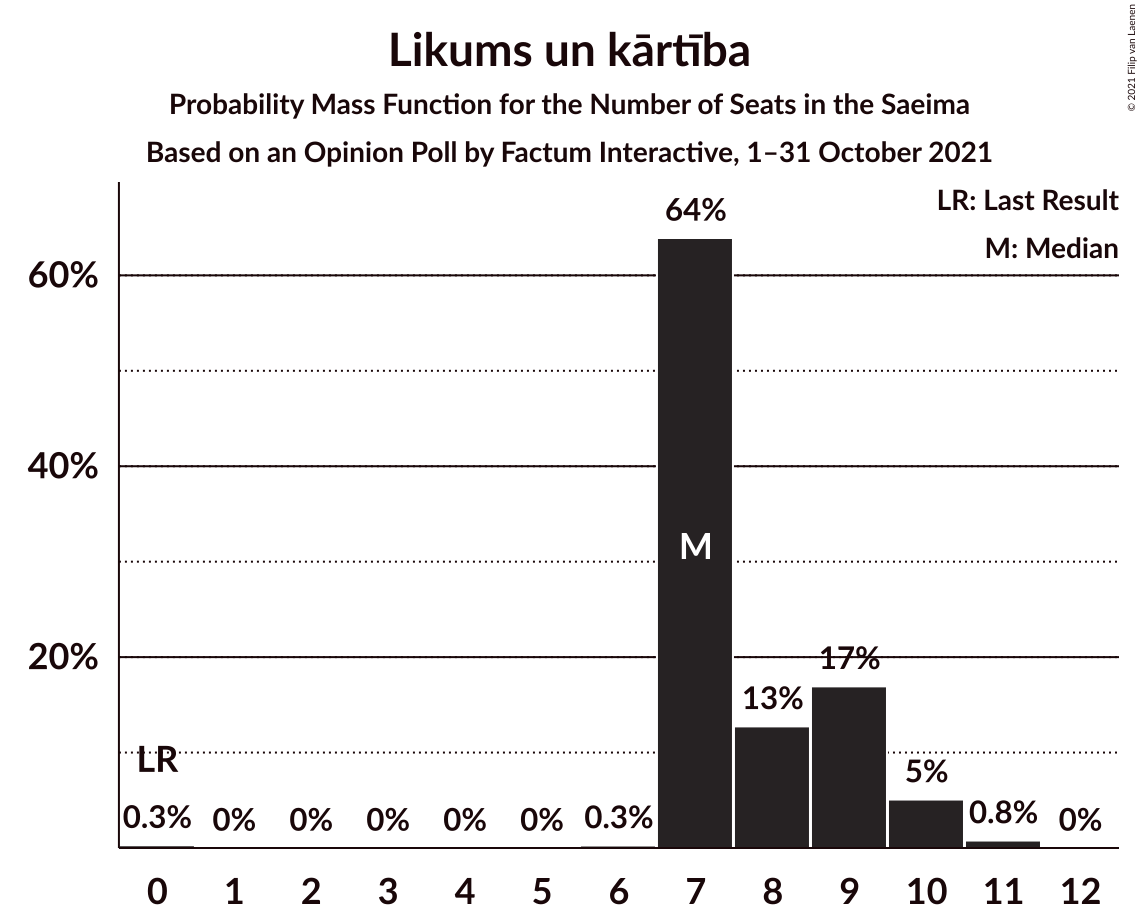 Likums un kārtība
Probability Mass Function for the Number of Seats in the Saeima
Based on an Opinion Poll by Factum Interactive, 1–31 October 2021
© 2021 Filip van Laenen
LR: Last Result
M: Median
64%
60%
M
40%
20%
17%
13%
LR
5%
0.3% 0% 0% 0% 0% 0% 0.3% 0.8% 0%
0 1 2 3 4 5 6 7 8 9 10 11 12